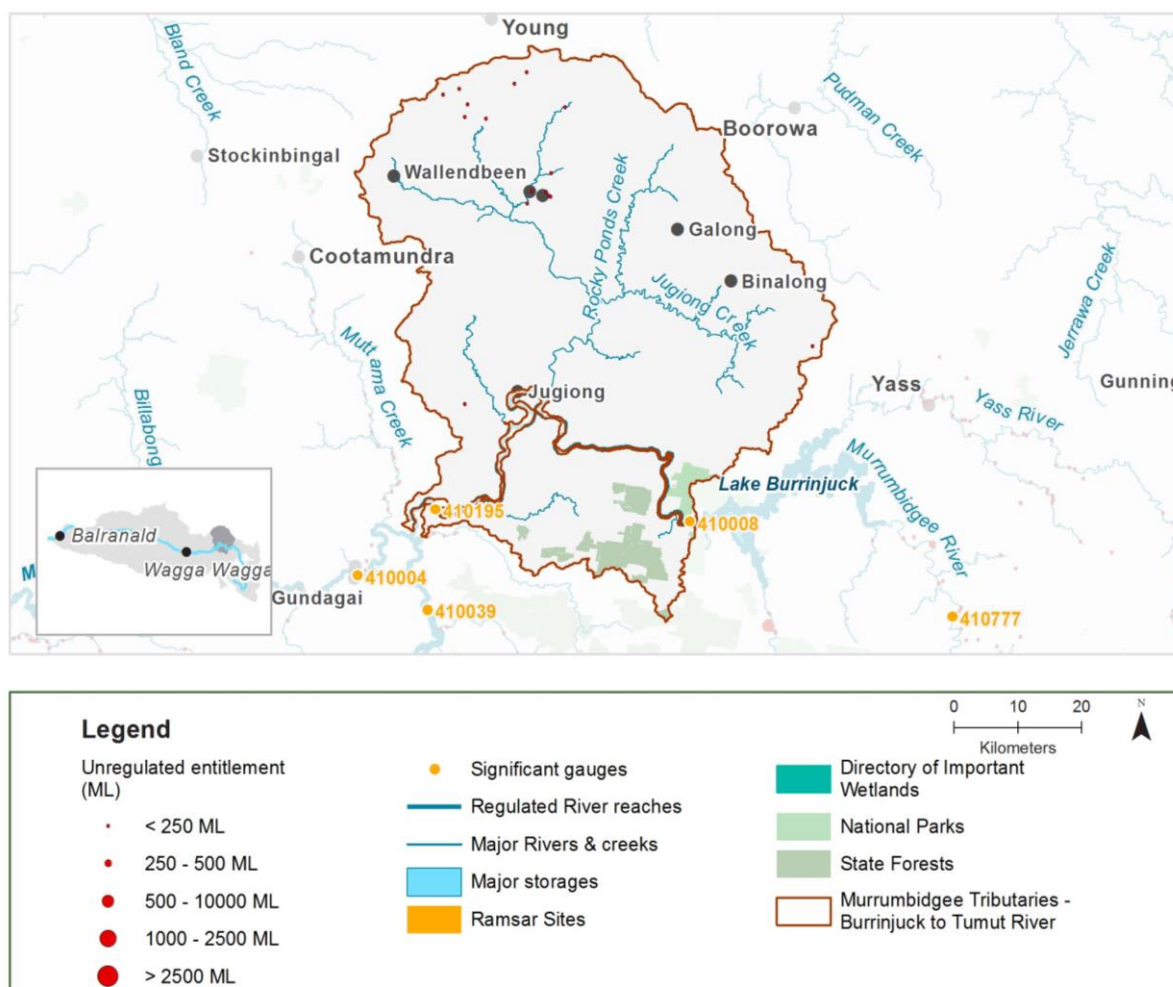 Young
Bland Creek
Pudman Creek
Boorowa
Stockinbingal
Wallendbeen
Rocky Ponds Creek
Galong
Cootamundra
Binalong
Jugiong Creek
Jerrawa Creek
Mutt ama Creek
Yass
Gunning
Jugiong
Yass River
Billabong
Murrumbidgee River
Lake Burrinjuck
410195
410008
Balranald
Wagga Wagga
M
410004
Gundagai
410039
410777
Legend
Unregulated entitlement
(ML)
< 250 ML
250 - 500 ML
500 - 10000 ML
1000 - 2500 ML
> 2500 ML
Significant gauges
Regulated River reaches
Major Rivers & creeks
Major storages
Ramsar Sites
0 10 20
Kilometers
N
Directory of Important
Wetlands
National Parks
State Forests
Murrumbidgee Tributaries -
Burrinjuck to Tumut River